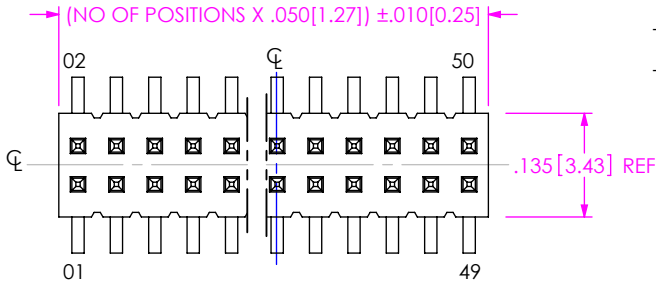 (NO OF POSITIONS X .050[1.27]) ±.010[0.25]
02 ℄ 50
℄
.135[3.43] REF
01 49